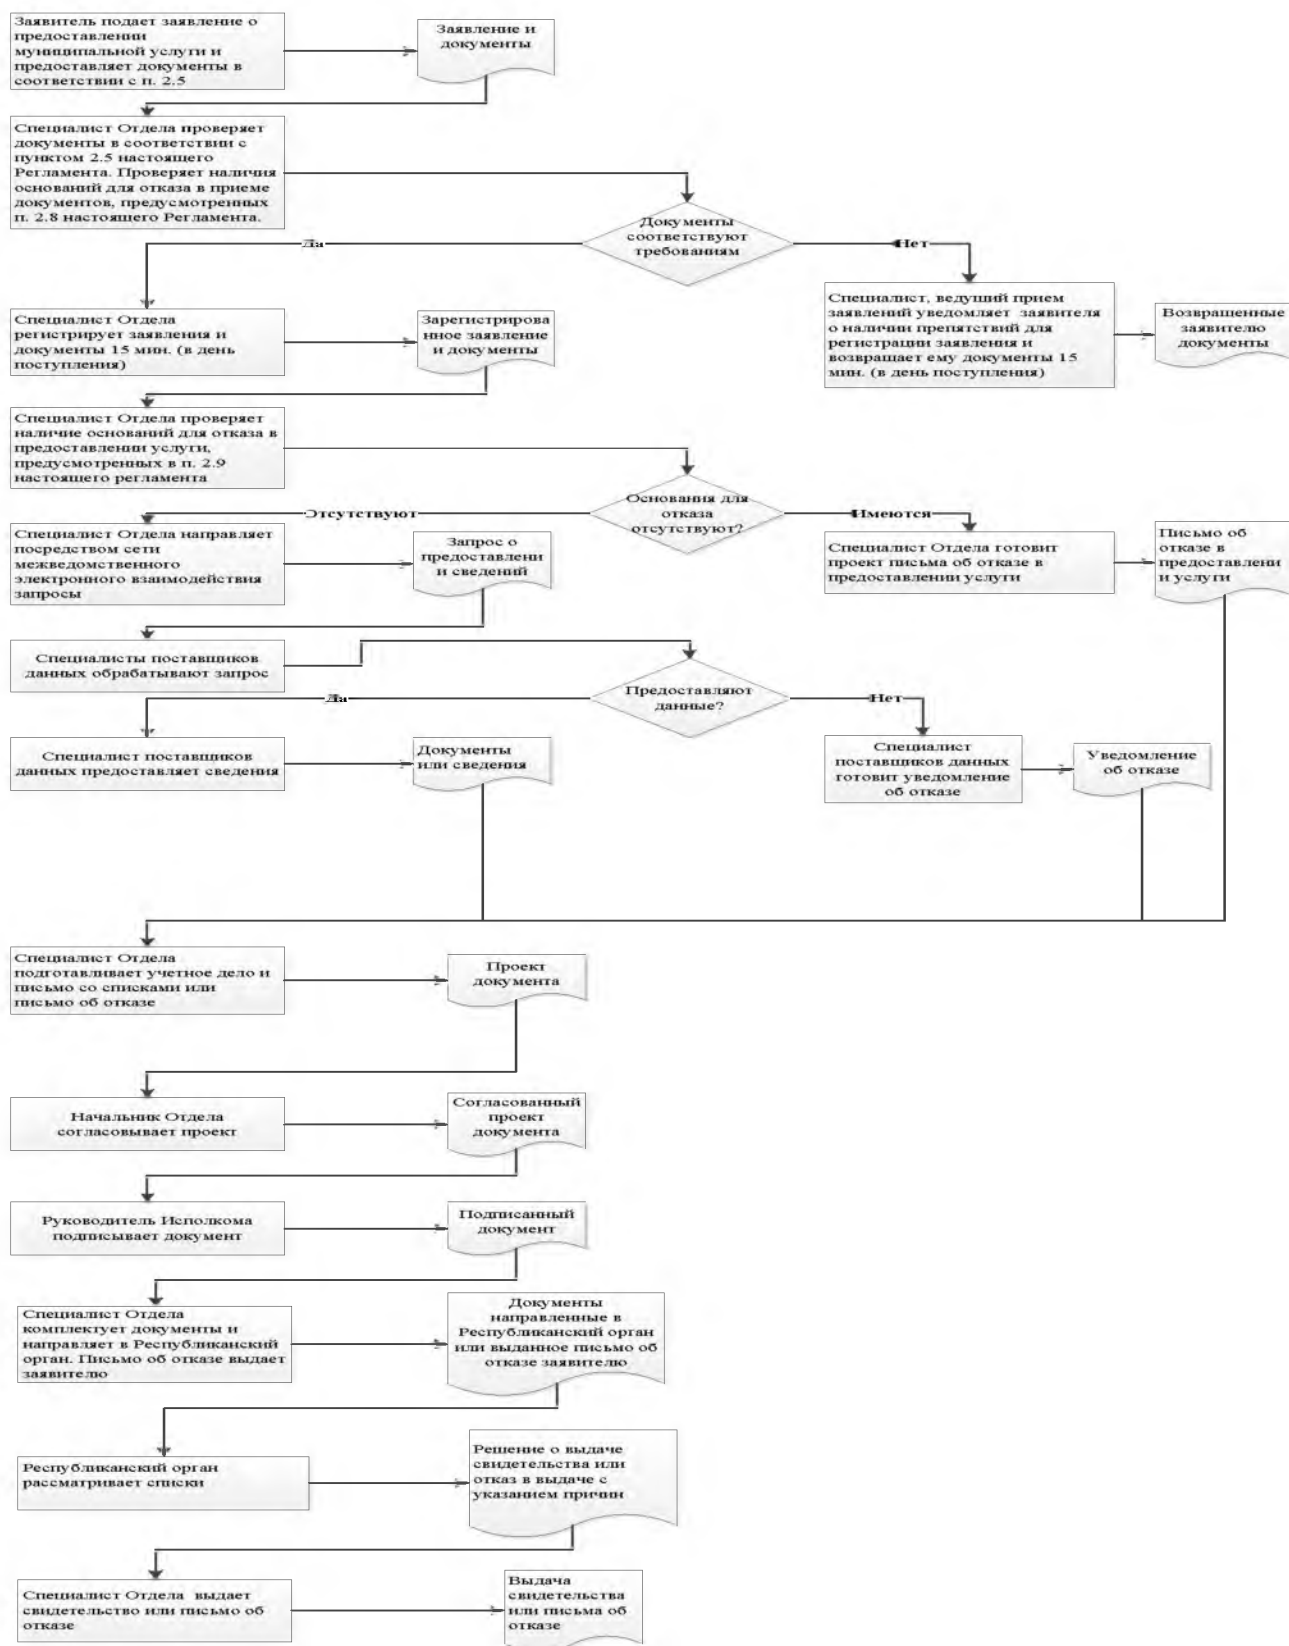 Заявитель подает заявление о
предоставлении
муниципальной услуги и
предоставляет документы в
соответствии с п. 2.5
Заявление и
документы
Специалист Отдела проверяет
документы в соответствии с
пунктом 2.5 настоящего
Регламента. Проверяет наличия
оснований для отказа в приеме
документов, предусмотренных
п. 2.8 настоящего Регламента.
Документы
соответствуют
требованиям
Да
Нет
Специалист Отдела
регистрирует заявления и
документы 15 мин. (в день
поступления)
Зарегистрирова
нное заявление
и документы
Специалист, ведущий прием
заявлений уведомляет заявителя
о наличии препятствий для
регистрации заявления и
возвращает ему документы 15
мин. (в день поступления)
Возвращенные
заявителю
документы
Специалист Отдела проверяет
наличие оснований для отказа в
предоставлении услуги,
предусмотренных в п. 2.9
настоящего регламента
Основания для
отказа
отсутствуют?
Отсутствуют
Имеются
Специалист Отдела направляет
посредством сети
межведомственного
электронного взаимодействия
запросы
Запрос о
предоставлени
и сведений
Специалист Отдела готовит
проект письма об отказе в
предоставлении услуги
Письмо об
отказе в
предоставлени
и услуги
Специалисты поставщиков
данных обрабатывают запрос
Предоставляют
данные?
Да
Нет
Специалист поставщиков
данных предоставляет сведения
Документы
или сведения
Специалист
поставщиков данных
готовит уведомление
об отказе
Уведомление
об отказе
Специалист Отдела
подготавливает учетное дело и
письмо со списками или
письмо об отказе
Проект
документа
Начальник Отдела
согласовывает проект
Согласованный
проект
документа
Руководитель Исполкома
подписывает документ
Подписанный
документ
Специалист Отдела
комплектует документы и
направляет в Республиканский
орган. Письмо об отказе выдает
заявителю
Документы
направленные в
Республиканский орган
или выданное письмо об
отказе заявителю
Республиканский орган
рассматривает списки
Решение о выдаче
свидетельства или
отказ в выдаче с
указанием причин
Специалист Отдела выдает
свидетельство или письмо об
отказе
Выдача
свидетельства
или письма об
отказе